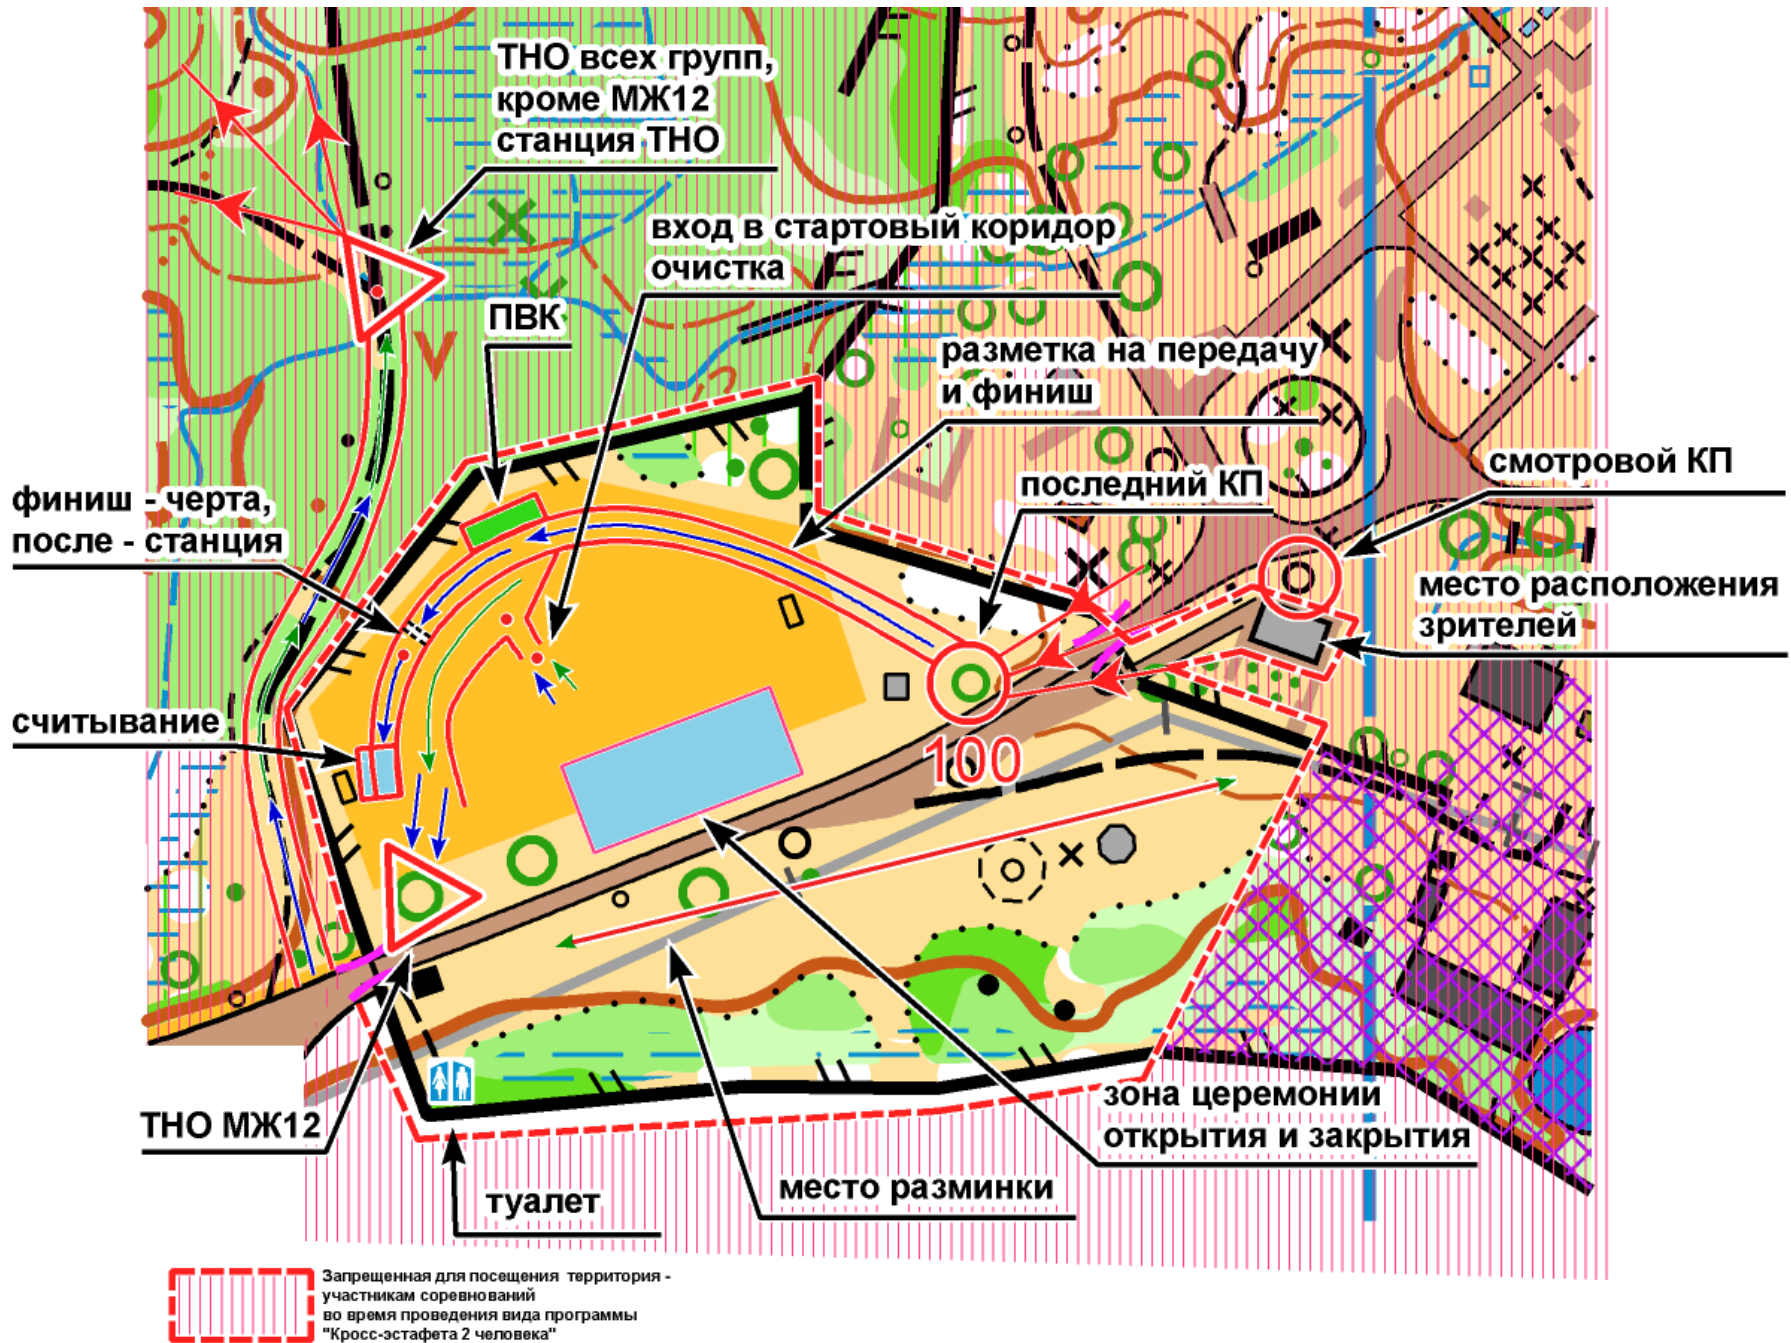 ТНО всех групп,
кроме МЖ12
станция ТНО
вход в стартовый коридор
очистка
ПВК
разметка на передачу
и финиш
последний КП
смотровой КП
финиш - черта,
после - станция
место расположения
зрителей
считывание
100
ТНО МЖ12
зона церемонии
открытия и закрытия
туалет
место разминки
Запрещенная для посещения территория -
участникам соревнований
во время проведения вида программы
"Кросс-эстафета 2 человека"